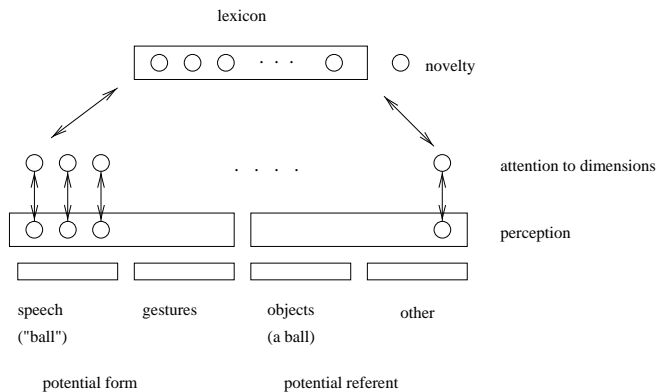 lexicon
. . .
novelty
. . . .
attention to dimensions
perception
speech gestures objects other
("ball") (a ball)
potential form potential referent